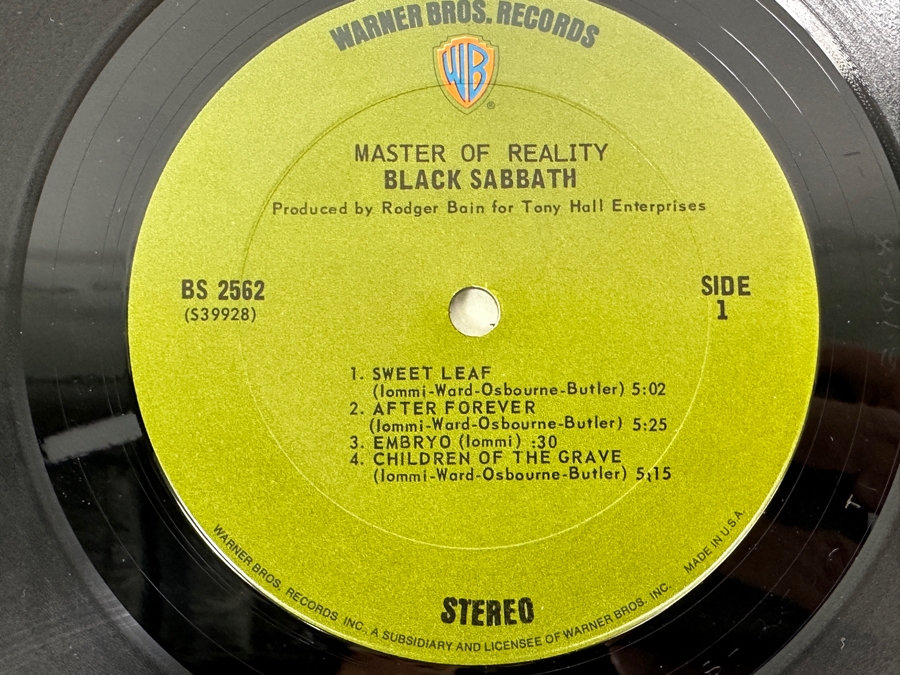 WARNER BROS. RECORDS
WB
®
MASTER OF REALITY
BLACK SABBATH
Produced by Rodger Bain for Tony Hall Enterprises
BS 2562
(S39928)
SIDE
1
1. SWEET LEAF
(Iommi-Ward-Osbourne-Butler) 5:02
2. AFTER FOREVER
(Iommi-Ward-Osbourne-Butler) 5:25
3. EMBRYO (Iommi) :30
4. CHILDREN OF THE GRAVE
(Iommi-Ward-Osbourne-Butler) 5:15
STEREO
WARNER BROS. RECORDS INC., A SUBSIDIARY AND LICENSEE OF WARNER BROS. INC. MADE IN U.S.A.